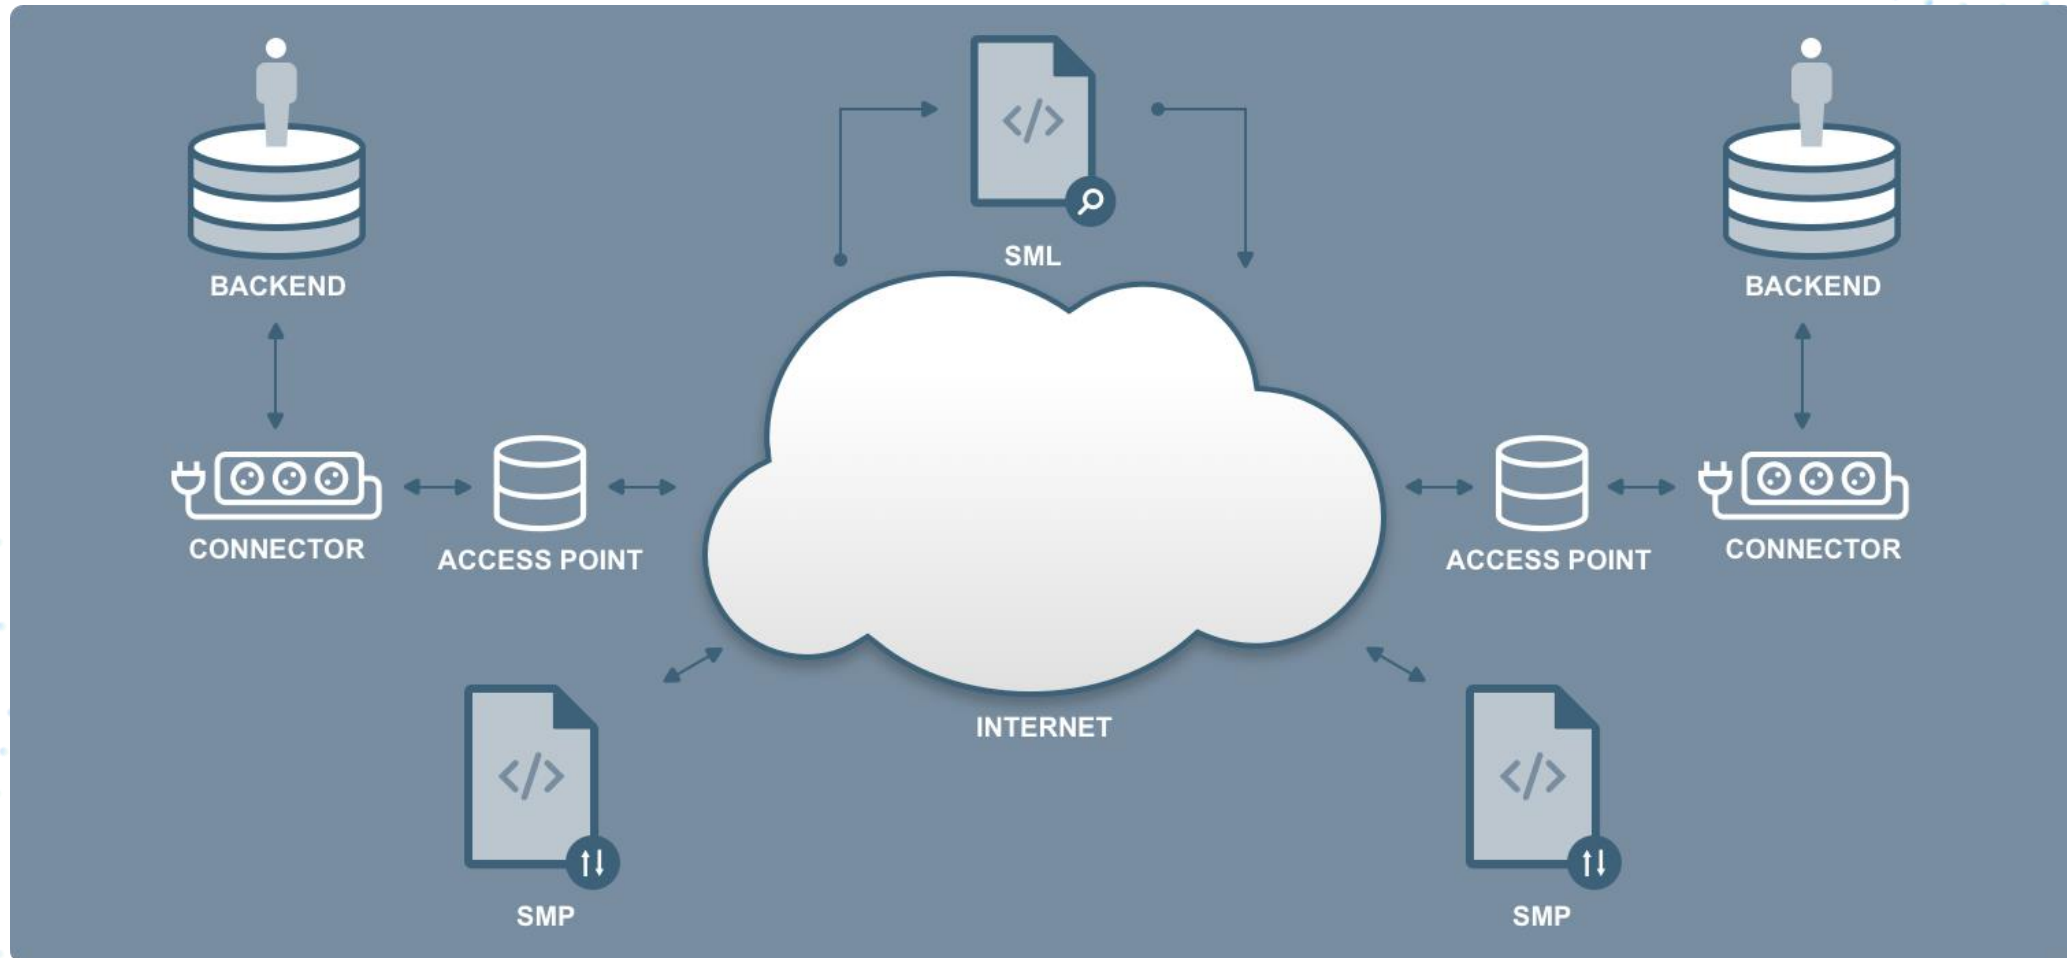 SML
BACKEND
BACKEND
CONNECTOR
ACCESS POINT
ACCESS POINT
CONNECTOR
INTERNET
SMP
SMP